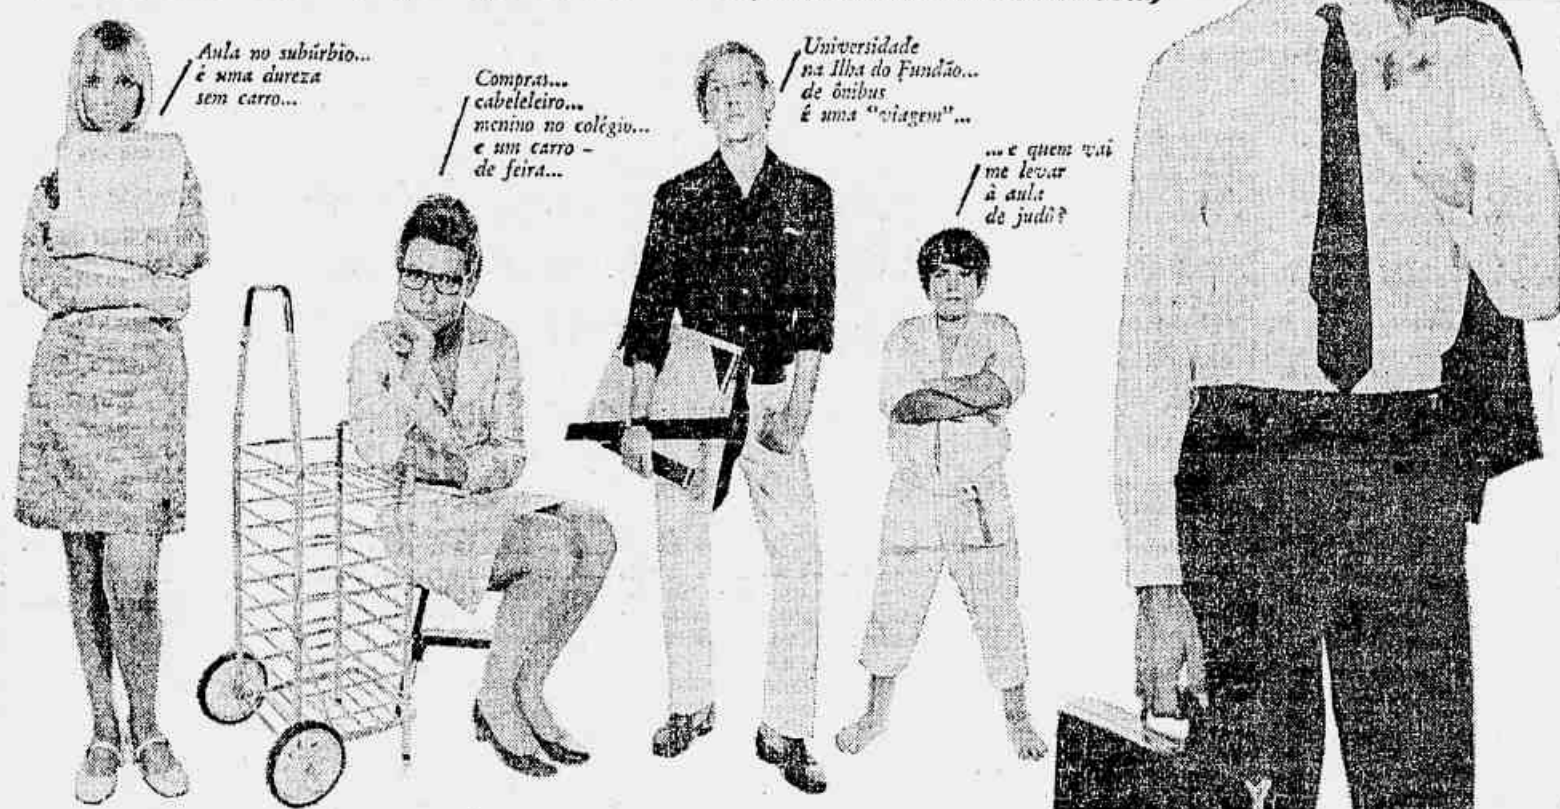 Aula no subúrbio...
é uma dureza
sem carro...
Compras...
cabeleleiro...
menino no colégio...
e um carro -
de feira...
Universidade
na Ilha do Fundão...
de ônibus
é uma "viagem"...
... e quem vai
me levar
à aula
de judô?